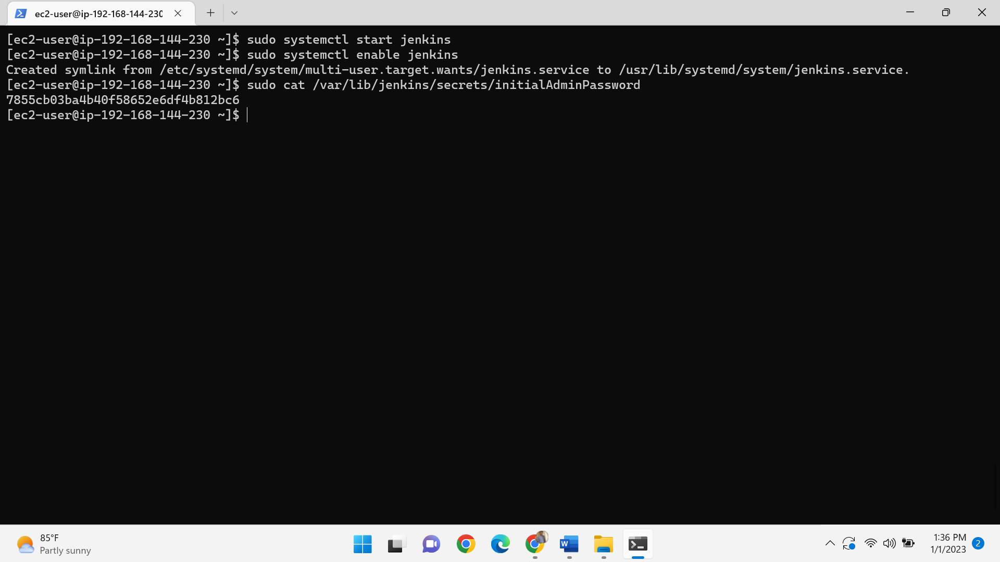 ec2-user@ip-192-168-144-230
[ec2-user@ip-192-168-144-230 ~]$ sudo systemctl start jenkins
[ec2-user@ip-192-168-144-230 ~]$ sudo systemctl enable jenkins
Created symlink from /etc/systemd/system/multi-user.target.wants/jenkins.service to /usr/lib/systemd/system/jenkins.service.
[ec2-user@ip-192-168-144-230 ~]$ sudo cat /var/lib/jenkins/secrets/initialAdminPassword
7855cb03ba4b40f58652e6df4b812bc6
[ec2-user@ip-192-168-144-230 ~]$
85°F
Partly sunny
W
1:36 PM
1/1/2023
2